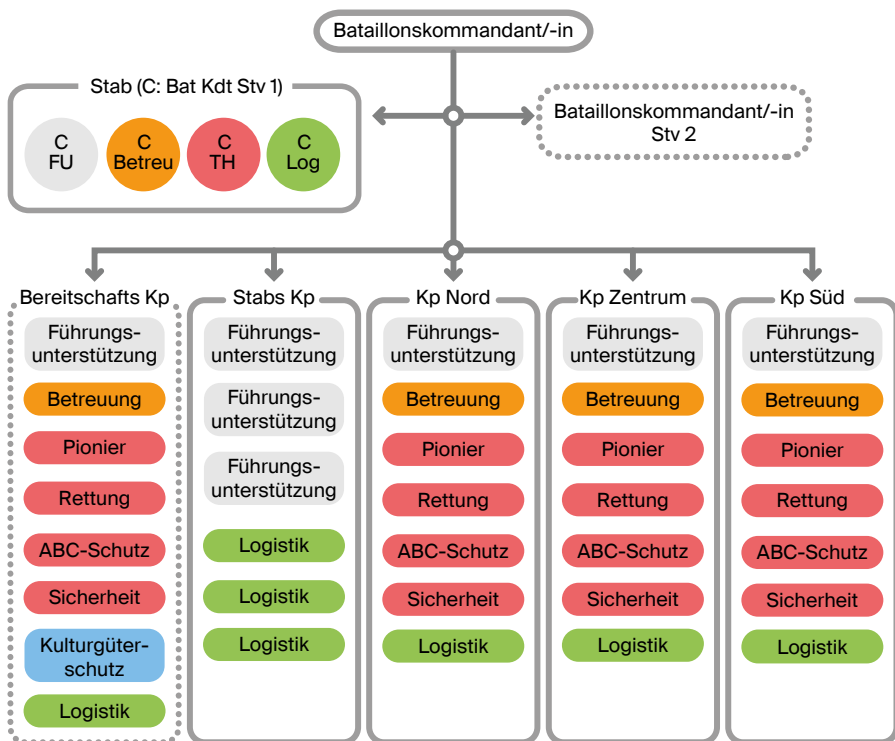 Bataillonskommandant/-in
Stab (C: Bat Kdt Stv 1)
C
FU
C
Betreu
C
TH
C
Log
Bataillonskommandant/-in
Stv 2
Bereitschafts Kp
Führungs-
unterstützung
Betreuung
Pionier
Rettung
ABC-Schutz
Sicherheit
Kulturgüter-
schutz
Logistik
Stabs Kp
Führungs-
unterstützung
Führungs-
unterstützung
Führungs-
unterstützung
Logistik
Logistik
Logistik
Kp Nord
Führungs-
unterstützung
Betreuung
Pionier
Rettung
ABC-Schutz
Sicherheit
Logistik
Kp Zentrum
Führungs-
unterstützung
Betreuung
Pionier
Rettung
ABC-Schutz
Sicherheit
Logistik
Kp Süd
Führungs-
unterstützung
Betreuung
Pionier
Rettung
ABC-Schutz
Sicherheit
Logistik